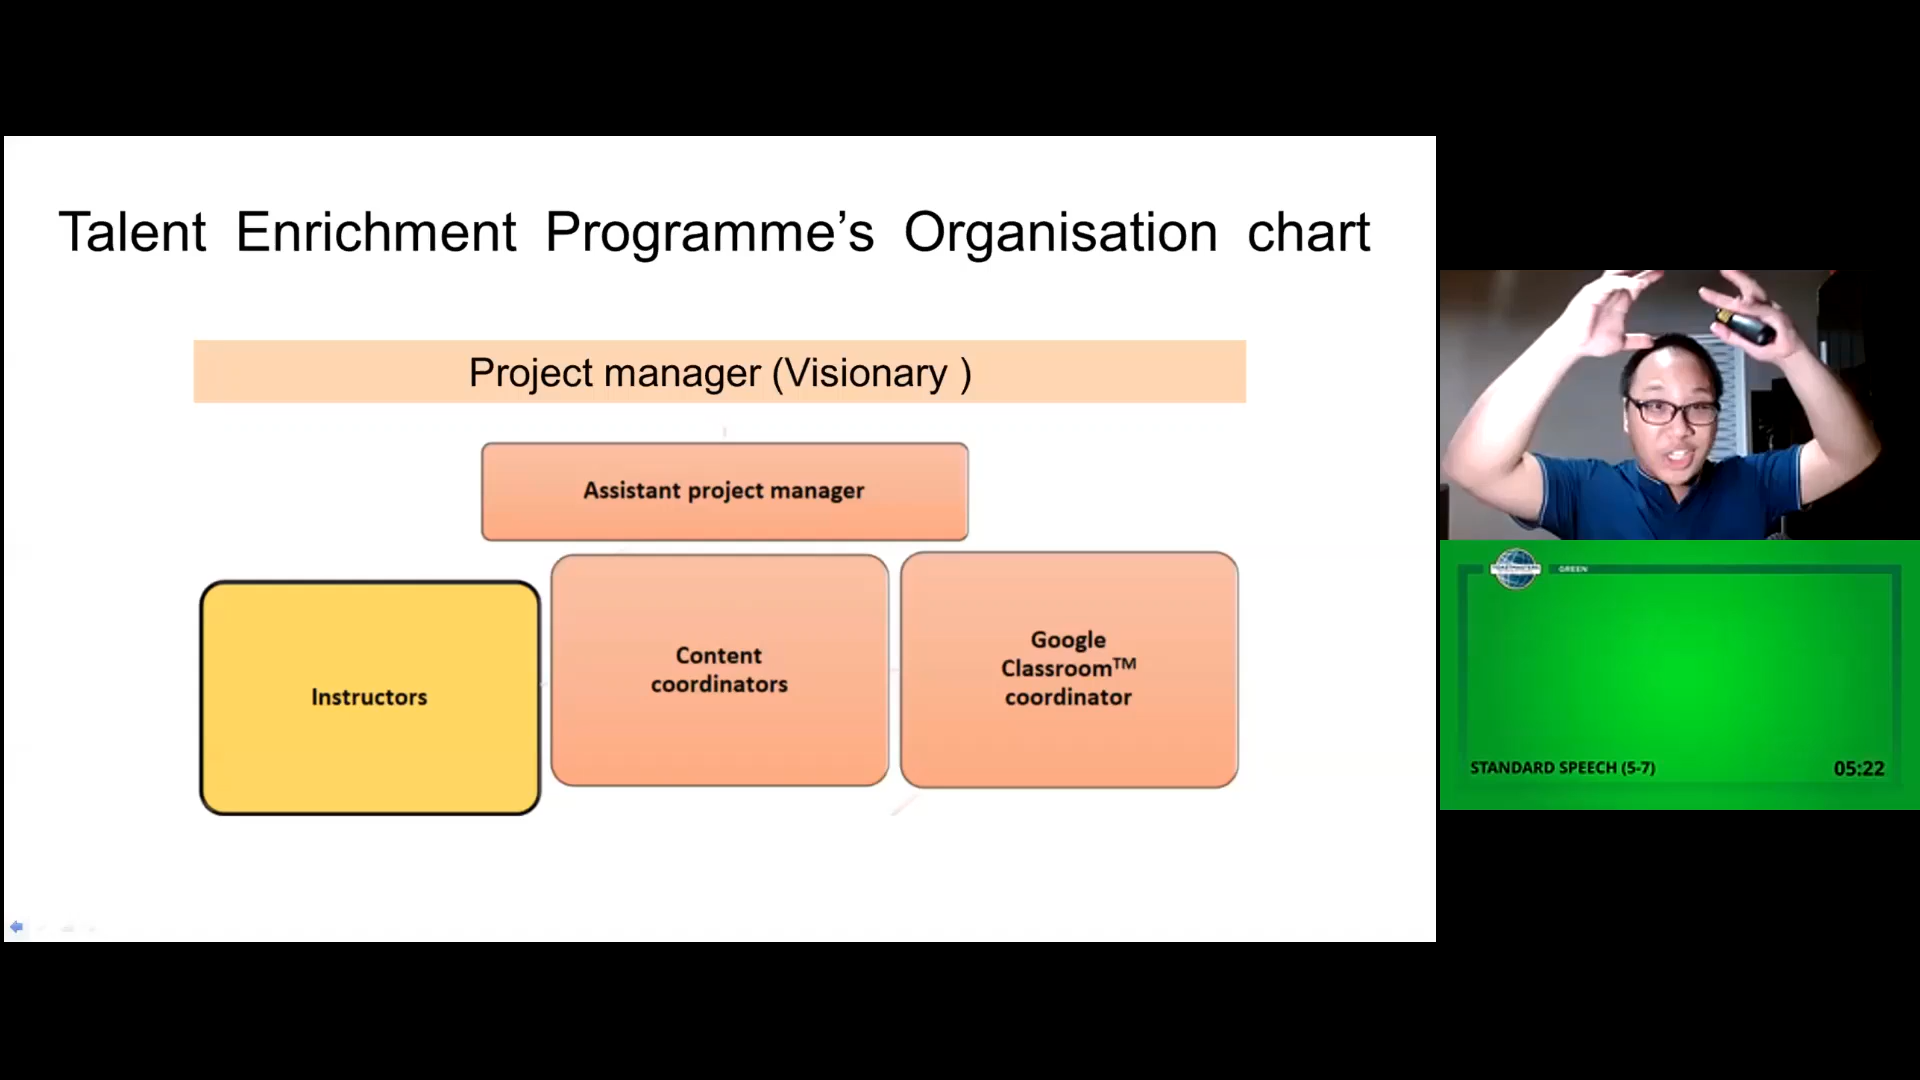 Talent Enrichment Programme’s Organisation chart
Project manager (Visionary )
Assistant project manager
Instructors
Content
coordinators
Google
Classroom™
coordinator
TOASTMASTERS
GREEN
STANDARD SPEECH (5-7)
05:22